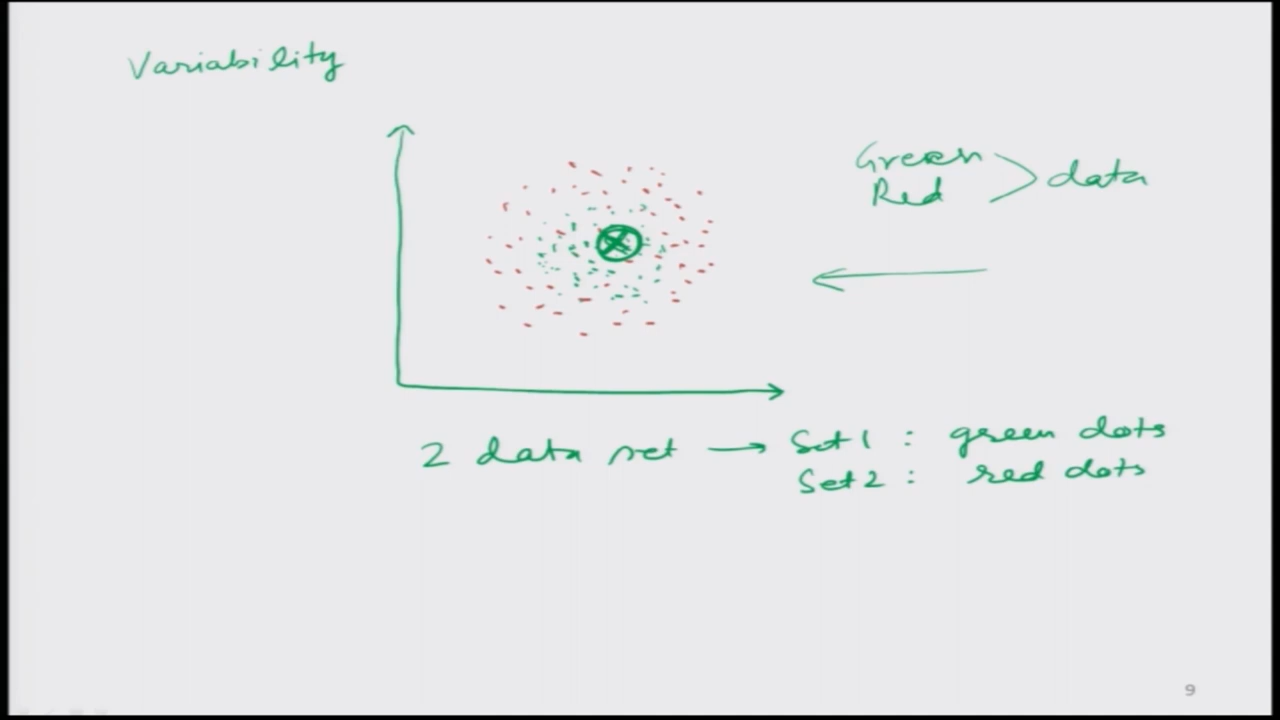 Variability
Green
Red
data
2 data set → Set 1 : green dots
Set 2 : red dots
9